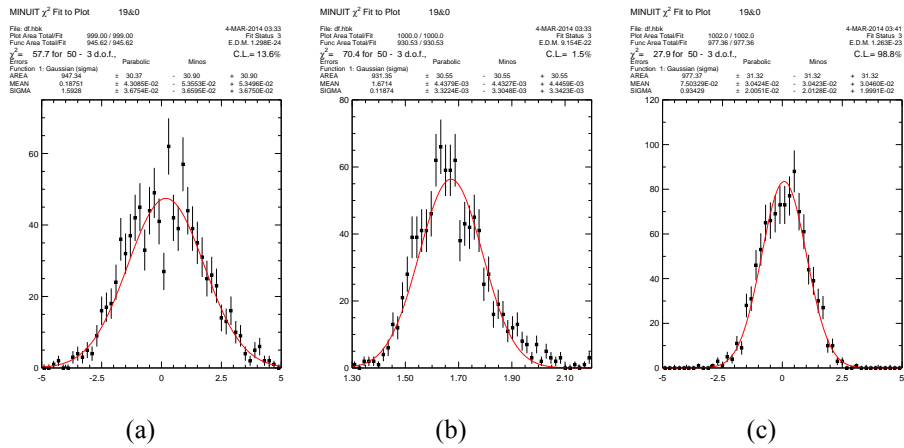 MINUIT χ² Fit to Plot 19&0
File: df.hbk 4-MAR-2014 03:33
Plot Area Total/Fit 999.00 / 999.00 Fit Status 3
Func Area Total/Fit 945.62 / 945.62 E.D.M. 1.298E-24
χ²= 57.7 for 50 - 3 d.o.f., C.L.= 13.6%
Errors Parabolic Minos
Function 1: Gaussian (sigma)
AREA 947.34 ± 30.37 - 30.90 + 30.90
MEAN 0.18751 ± 4.3085E-02 - 5.3553E-02 + 5.3496E-02
SIGMA 1.5928 ± 3.6754E-02 - 3.6595E-02 + 3.6750E-02
60
40
20
0
-5 -2.5 0 2.5 5
(a)
MINUIT χ² Fit to Plot 19&0
File: df.hbk 4-MAR-2014 03:33
Plot Area Total/Fit 1000.0 / 1000.0 Fit Status 3
Func Area Total/Fit 930.53 / 930.53 E.D.M. 9.154E-22
χ²= 70.4 for 50 - 3 d.o.f., C.L.= 1.5%
Errors Parabolic Minos
Function 1: Gaussian (sigma)
AREA 931.35 ± 30.55 - 30.55 + 30.55
MEAN 1.6714 ± 4.4379E-03 - 4.4327E-03 + 4.4459E-03
SIGMA 0.11874 ± 3.3224E-03 - 3.3048E-03 + 3.3423E-03
80
60
40
20
0
1.30 1.50 1.70 1.90 2.10
(b)
MINUIT χ² Fit to Plot 19&0
File: df.hbk 4-MAR-2014 03:41
Plot Area Total/Fit 1002.0 / 1002.0 Fit Status 3
Func Area Total/Fit 977.36 / 977.36 E.D.M. 1.263E-23
χ²= 27.9 for 50 - 3 d.o.f., C.L.= 98.8%
Errors Parabolic Minos
Function 1: Gaussian (sigma)
AREA 977.37 ± 31.32 - 31.32 + 31.32
MEAN 7.50329E-02 ± 3.0424E-02 - 3.0423E-02 + 3.0460E-02
SIGMA 0.93429 ± 2.0051E-02 - 2.0128E-02 + 1.9991E-02
120
100
80
60
40
20
0
-5 -2.5 0 2.5 5
(c)